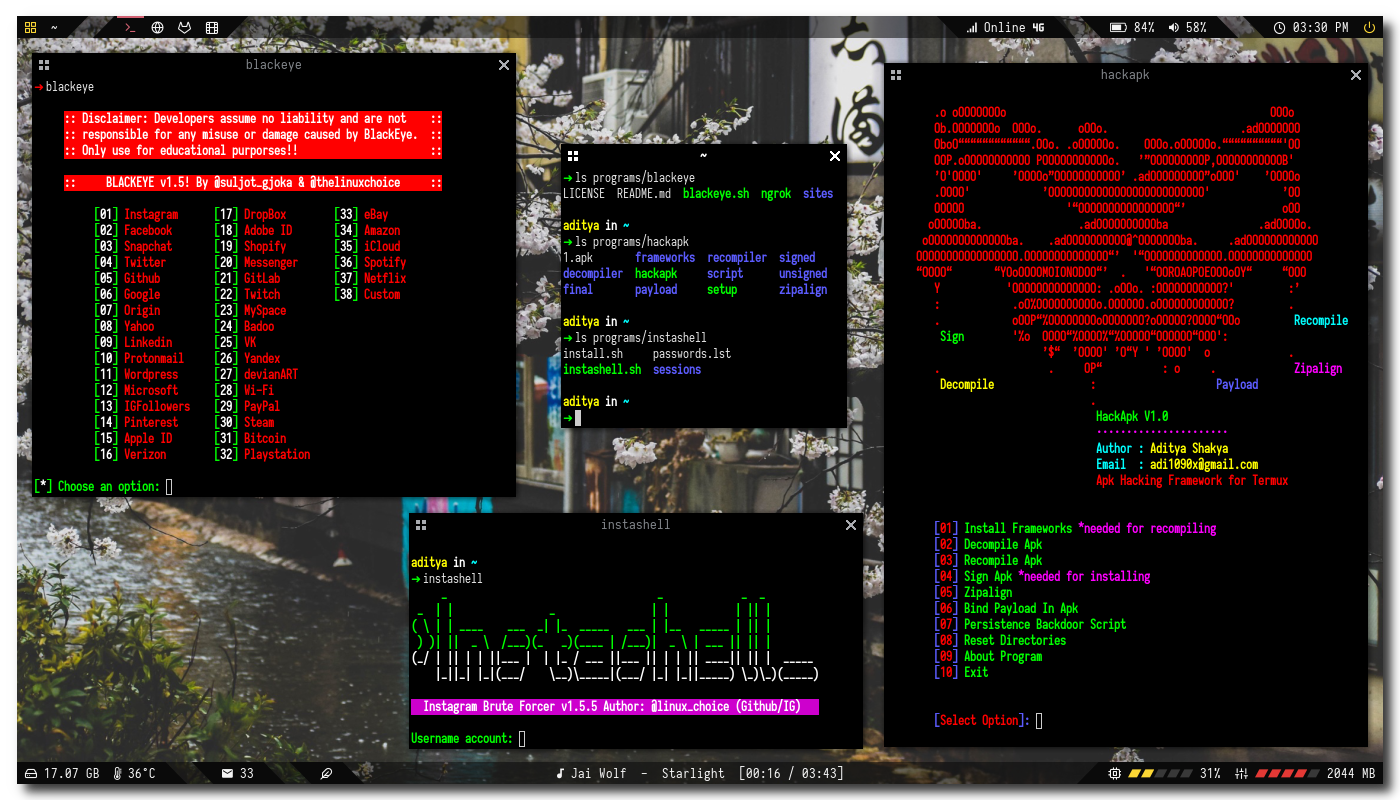 ~ >_ Online 4G 84% 58% 03:30 PM
blackeye
➜ blackeye
:: Disclaimer: Developers assume no liability and are not ::
:: responsible for any misuse or damage caused by BlackEye. ::
:: Only use for educational purporses!! ::
:: BLACKEYE v1.5! By @suljot_gjoka & @thelinuxchoice ::
[01] Instagram [17] DropBox [33] eBay
[02] Facebook [18] Adobe ID [34] Amazon
[03] Snapchat [19] Shopify [35] iCloud
[04] Twitter [20] Messenger [36] Spotify
[05] Github [21] GitLab [37] Netflix
[06] Google [22] Twitch [38] Custom
[07] Origin [23] MySpace
[08] Yahoo [24] Badoo
[09] Linkedin [25] VK
[10] Protonmail [26] Yandex
[11] Wordpress [27] devianART
[12] Microsoft [28] Wi-Fi
[13] IGFollowers [29] PayPal
[14] Pinterest [30] Steam
[15] Apple ID [31] Bitcoin
[16] Verizon [32] Playstation
[*] Choose an option:
~
➜ ls programs/blackeye
LICENSE README.md blackeye.sh ngrok sites
aditya in ~
➜ ls programs/hackapk
1.apk frameworks recompiler signed
decompiler hackapk script unsigned
final payload setup zipalign
aditya in ~
➜ ls programs/instashell
install.sh passwords.lst
instashell.sh sessions
aditya in ~
➜
instashell
aditya in ~
➜ instashell
Instagram Brute Forcer v1.5.5 Author: @linux_choice (Github/IG)
Username account:
hackapk
Recompile
Sign
Zipalign
Decompile Payload
HackApk V1.0
Author : Aditya Shakya
Email : adi1090x@gmail.com
Apk Hacking Framework for Termux
[01] Install Frameworks *needed for recompiling
[02] Decompile Apk
[03] Recompile Apk
[04] Sign Apk *needed for installing
[05] Zipalign
[06] Bind Payload In Apk
[07] Persistence Backdoor Script
[08] Reset Directories
[09] About Program
[10] Exit
[Select Option]:
17.07 GB 36°C 33 Jai Wolf - Starlight [00:16 / 03:43] 31% 2044 MB